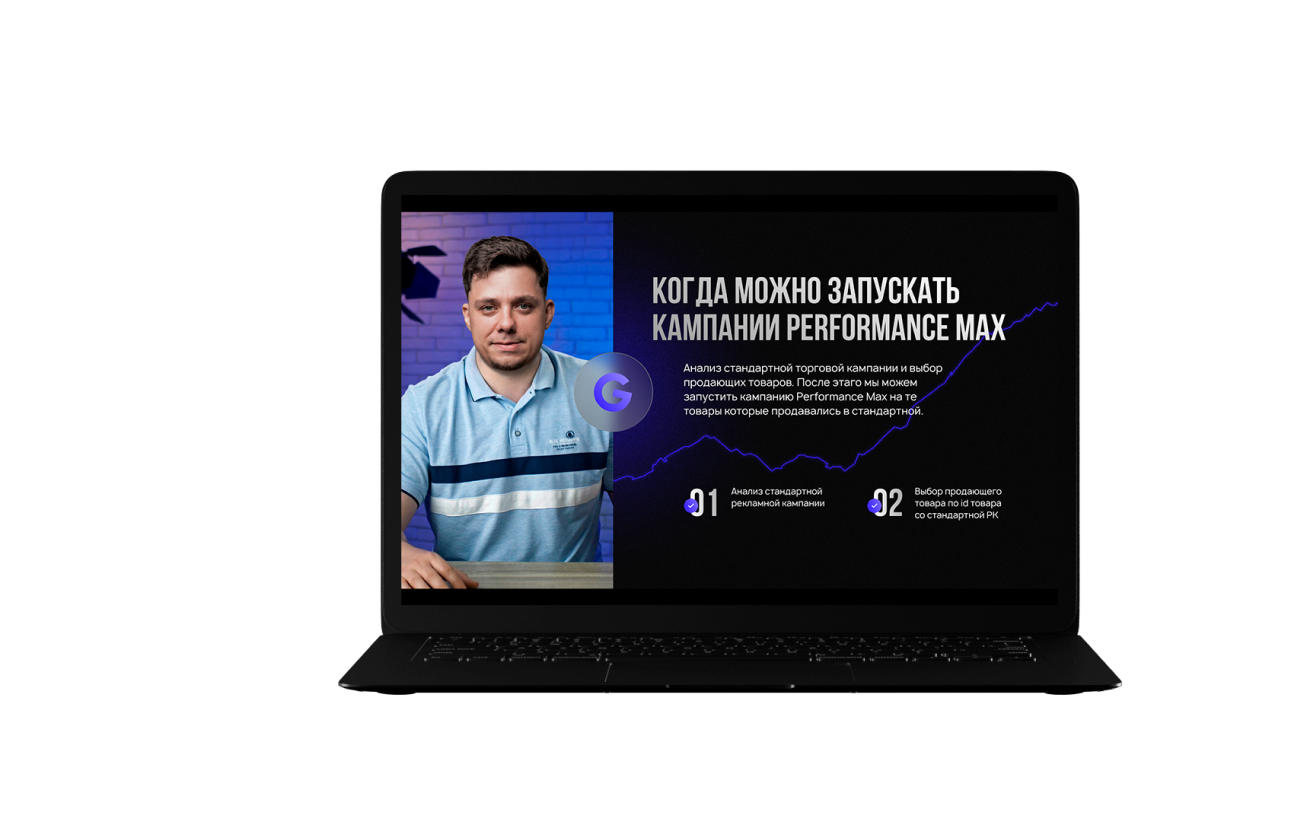 КОГДА МОЖНО ЗАПУСКАТЬ
КАМПАНИИ PERFORMANCE MAX
Анализ стандартной торговой кампании и выбор
продающих товаров. После этаго мы можем
запустить кампанию Performance Max на те
товары которые продавались в стандартной.
G
01
Анализ стандартной
рекламной кампании
02
Выбор продающего
товара по id товара
со стандартной РК